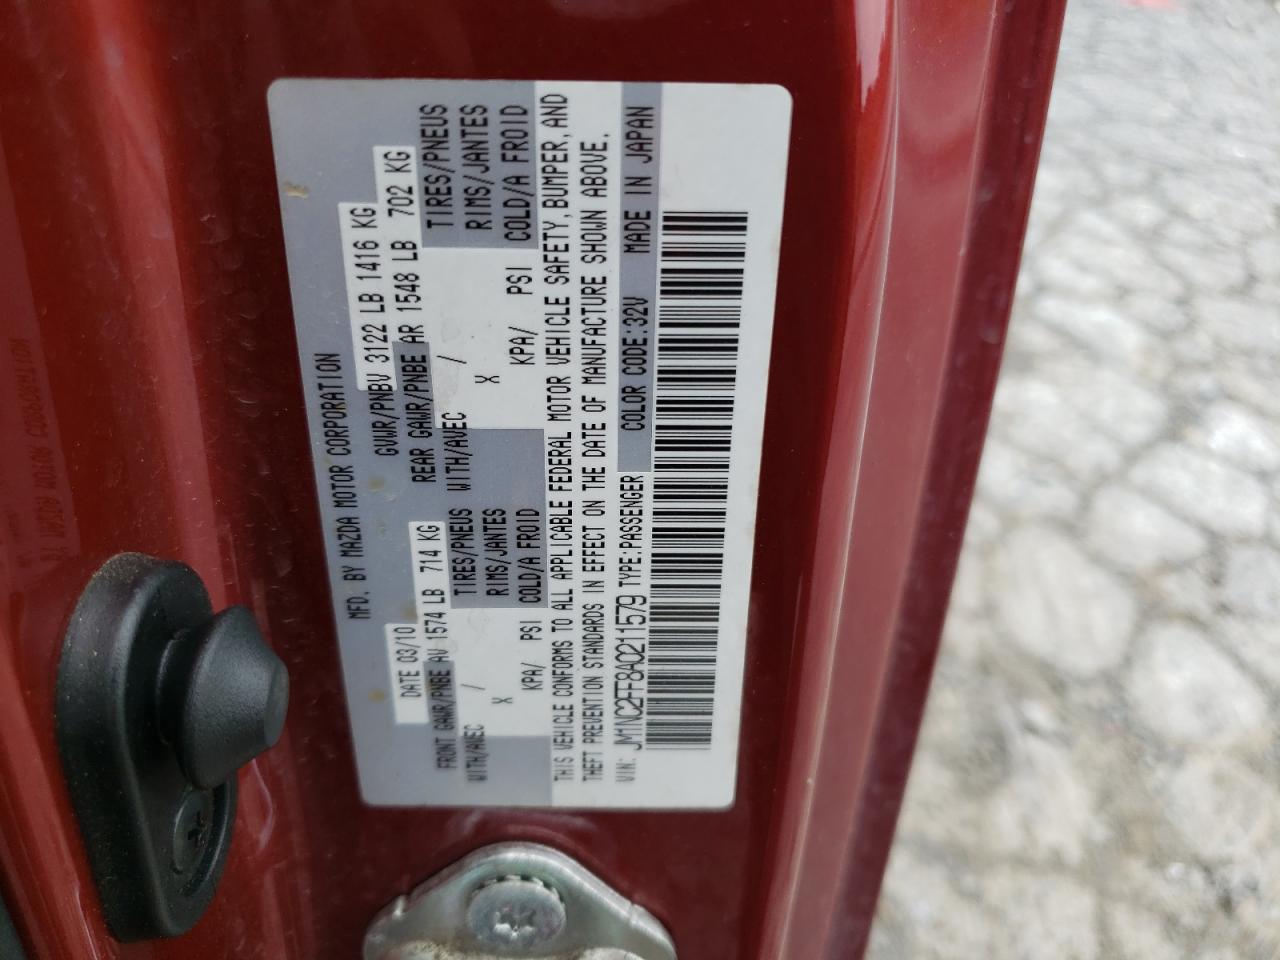 MFD. BY MAZDA MOTOR CORPORATION
DATE 03/10 GVWR/PNBV 3122 LB 1416 KG
FRONT GAWR/PNBE AV 1574 LB 714 KG REAR GAWR/PNBE AR 1548 LB 702 KG
WITH/AVEC / TIRES/PNEUS WITH/AVEC / TIRES/PNEUS
X RIMS/JANTES X RIMS/JANTES
KPA/ PSI COLD/A FROID KPA/ PSI COLD/A FROID
THIS VEHICLE CONFORMS TO ALL APPLICABLE FEDERAL MOTOR VEHICLE SAFETY, BUMPER, AND
THEFT PREVENTION STANDARDS IN EFFECT ON THE DATE OF MANUFACTURE SHOWN ABOVE.
VIN: JM1NC2FF8A0211579 TYPE:PASSENGER COLOR CODE:32V MADE IN JAPAN